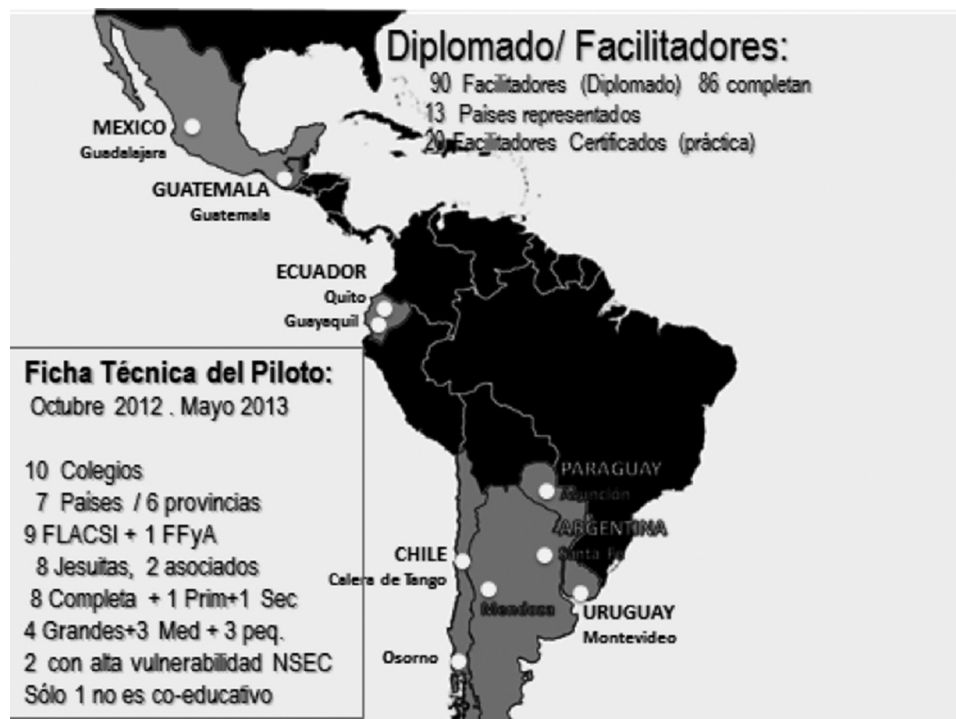 Diplomado/ Facilitadores:
90 Facilitadores (Diplomado) 86 completan
13 Paises representados
20 Facilitadores Certificados (práctica)
MEXICO
Guadalajara
GUATEMALA
Guatemala
ECUADOR
Quito
Guayaquil
Ficha Técnica del Piloto:
Octubre 2012 . Mayo 2013
10 Colegios
7 Paises / 6 provincias
9 FLACSI + 1 FFyA
8 Jesuitas, 2 asociados
8 Completa + 1 Prim+1 Sec
4 Grandes+3 Med + 3 peq.
2 con alta vulnerabilidad NSEC
Sólo 1 no es co-educativo
PARAGUAY
Asunción
ARGENTINA
Santa Fe
CHILE
Calera de Tango
Mendoza
URUGUAY
Montevideo
Osorno